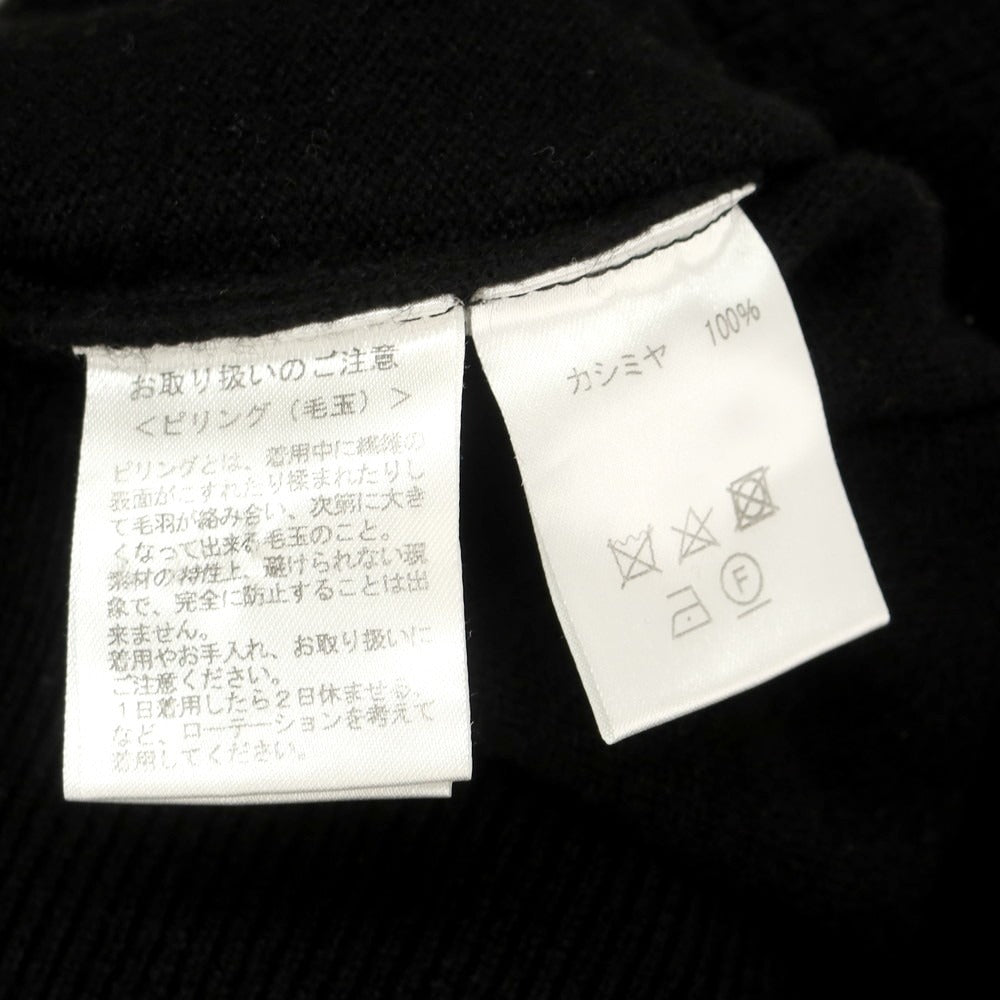 お取り扱いのご注意
＜ピリング（毛玉）＞
ピリングとは、着用中に繊維の
表面がこすれたり揉まれたりし
て毛羽が絡み合い、次第に大き
くなって出来る毛玉のこと。
素材の特性上、避けられない現
象で、完全に防止することは出
来ません。
着用やお手入れ、お取り扱いに
ご注意ください。
１日着用したら２日休ませる、
など、ローテーションを考えて
着用してください。
カシミヤ 100%
F